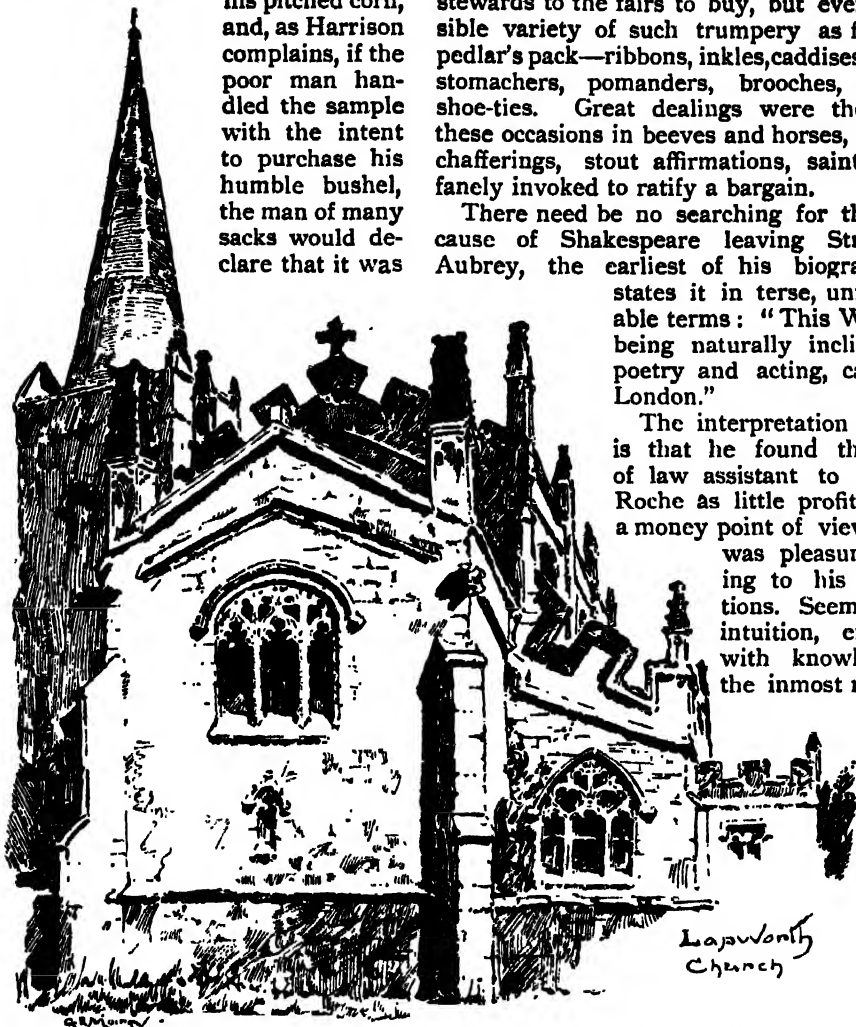 his pitched corn,
and, as Harrison
complains, if the
poor man han-
dled the sample
with the intent
to purchase his
humble bushel,
the man of many
sacks would de-
clare that it was
stewards to the fairs to buy, but ever
sible variety of such trumpery as f
pedlar's pack—ribbons, inkles, caddises
stomachers, pomanders, brooches,
shoe-ties. Great dealings were the
these occasions in beeves and horses,
chafferings, stout affirmations, saint
fanely invoked to ratify a bargain.
There need be no searching for th
cause of Shakespeare leaving Str
Aubrey, the earliest of his biogra
states it in terse, un
able terms: "This W
being naturally incli
poetry and acting, ca
London."
The interpretation
is that he found th
of law assistant to
Roche as little profit
a money point of view
was pleasur
ing to his
tions. Seem
intuition, e
with knowl
the inmost r
Lapworth
Church